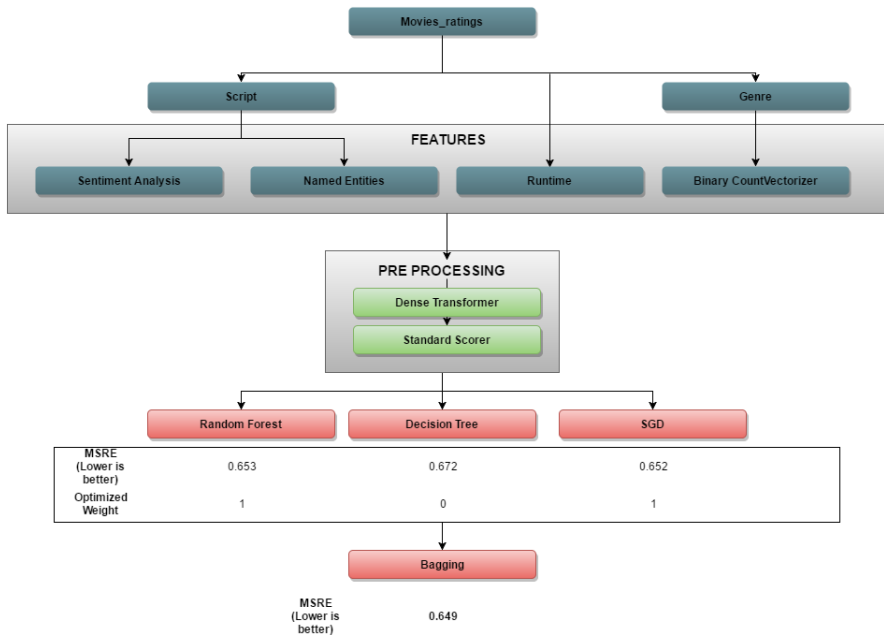 Movies_ratings
Script
Genre
FEATURES
Sentiment Analysis
Named Entities
Runtime
Binary CountVectorizer
PRE PROCESSING
Dense Transformer
Standard Scorer
Random Forest
Decision Tree
SGD
MSRE
(Lower is
better)
0.653
0.672
0.652
Optimized
Weight
1
0
1
Bagging
MSRE
(Lower is
better)
0.649